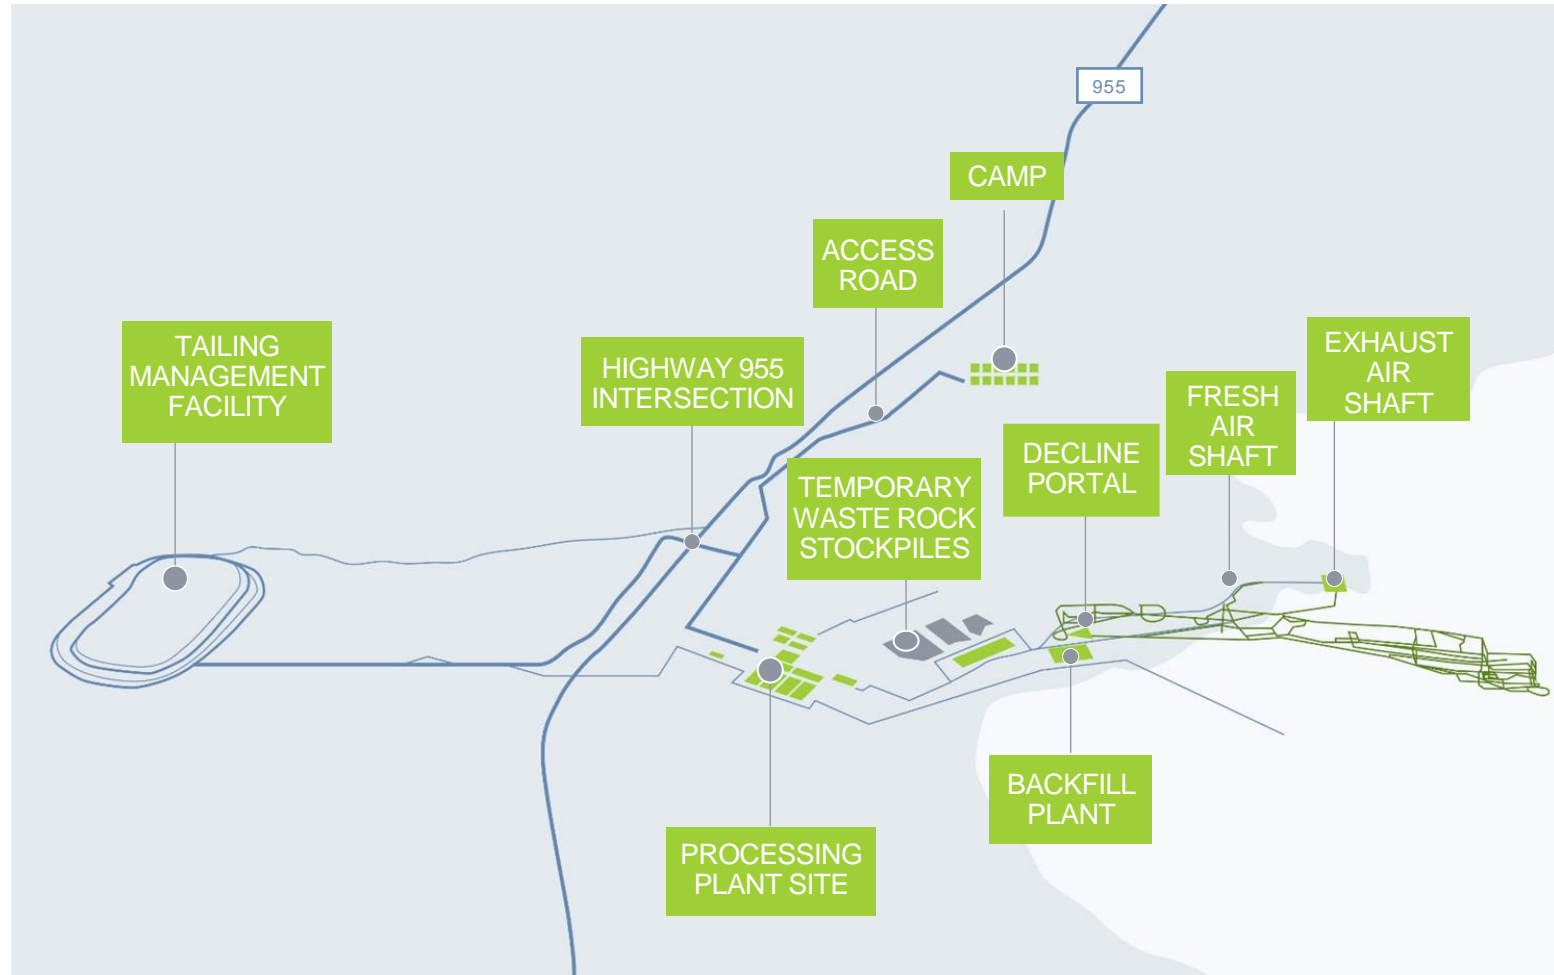 955
CAMP
ACCESS
ROAD
TAILING
MANAGEMENT
FACILITY
HIGHWAY 955
INTERSECTION
EXHAUST
AIR
SHAFT
FRESH
AIR
SHAFT
DECLINE
PORTAL
TEMPORARY
WASTE ROCK
STOCKPILES
BACKFILL
PLANT
PROCESSING
PLANT SITE